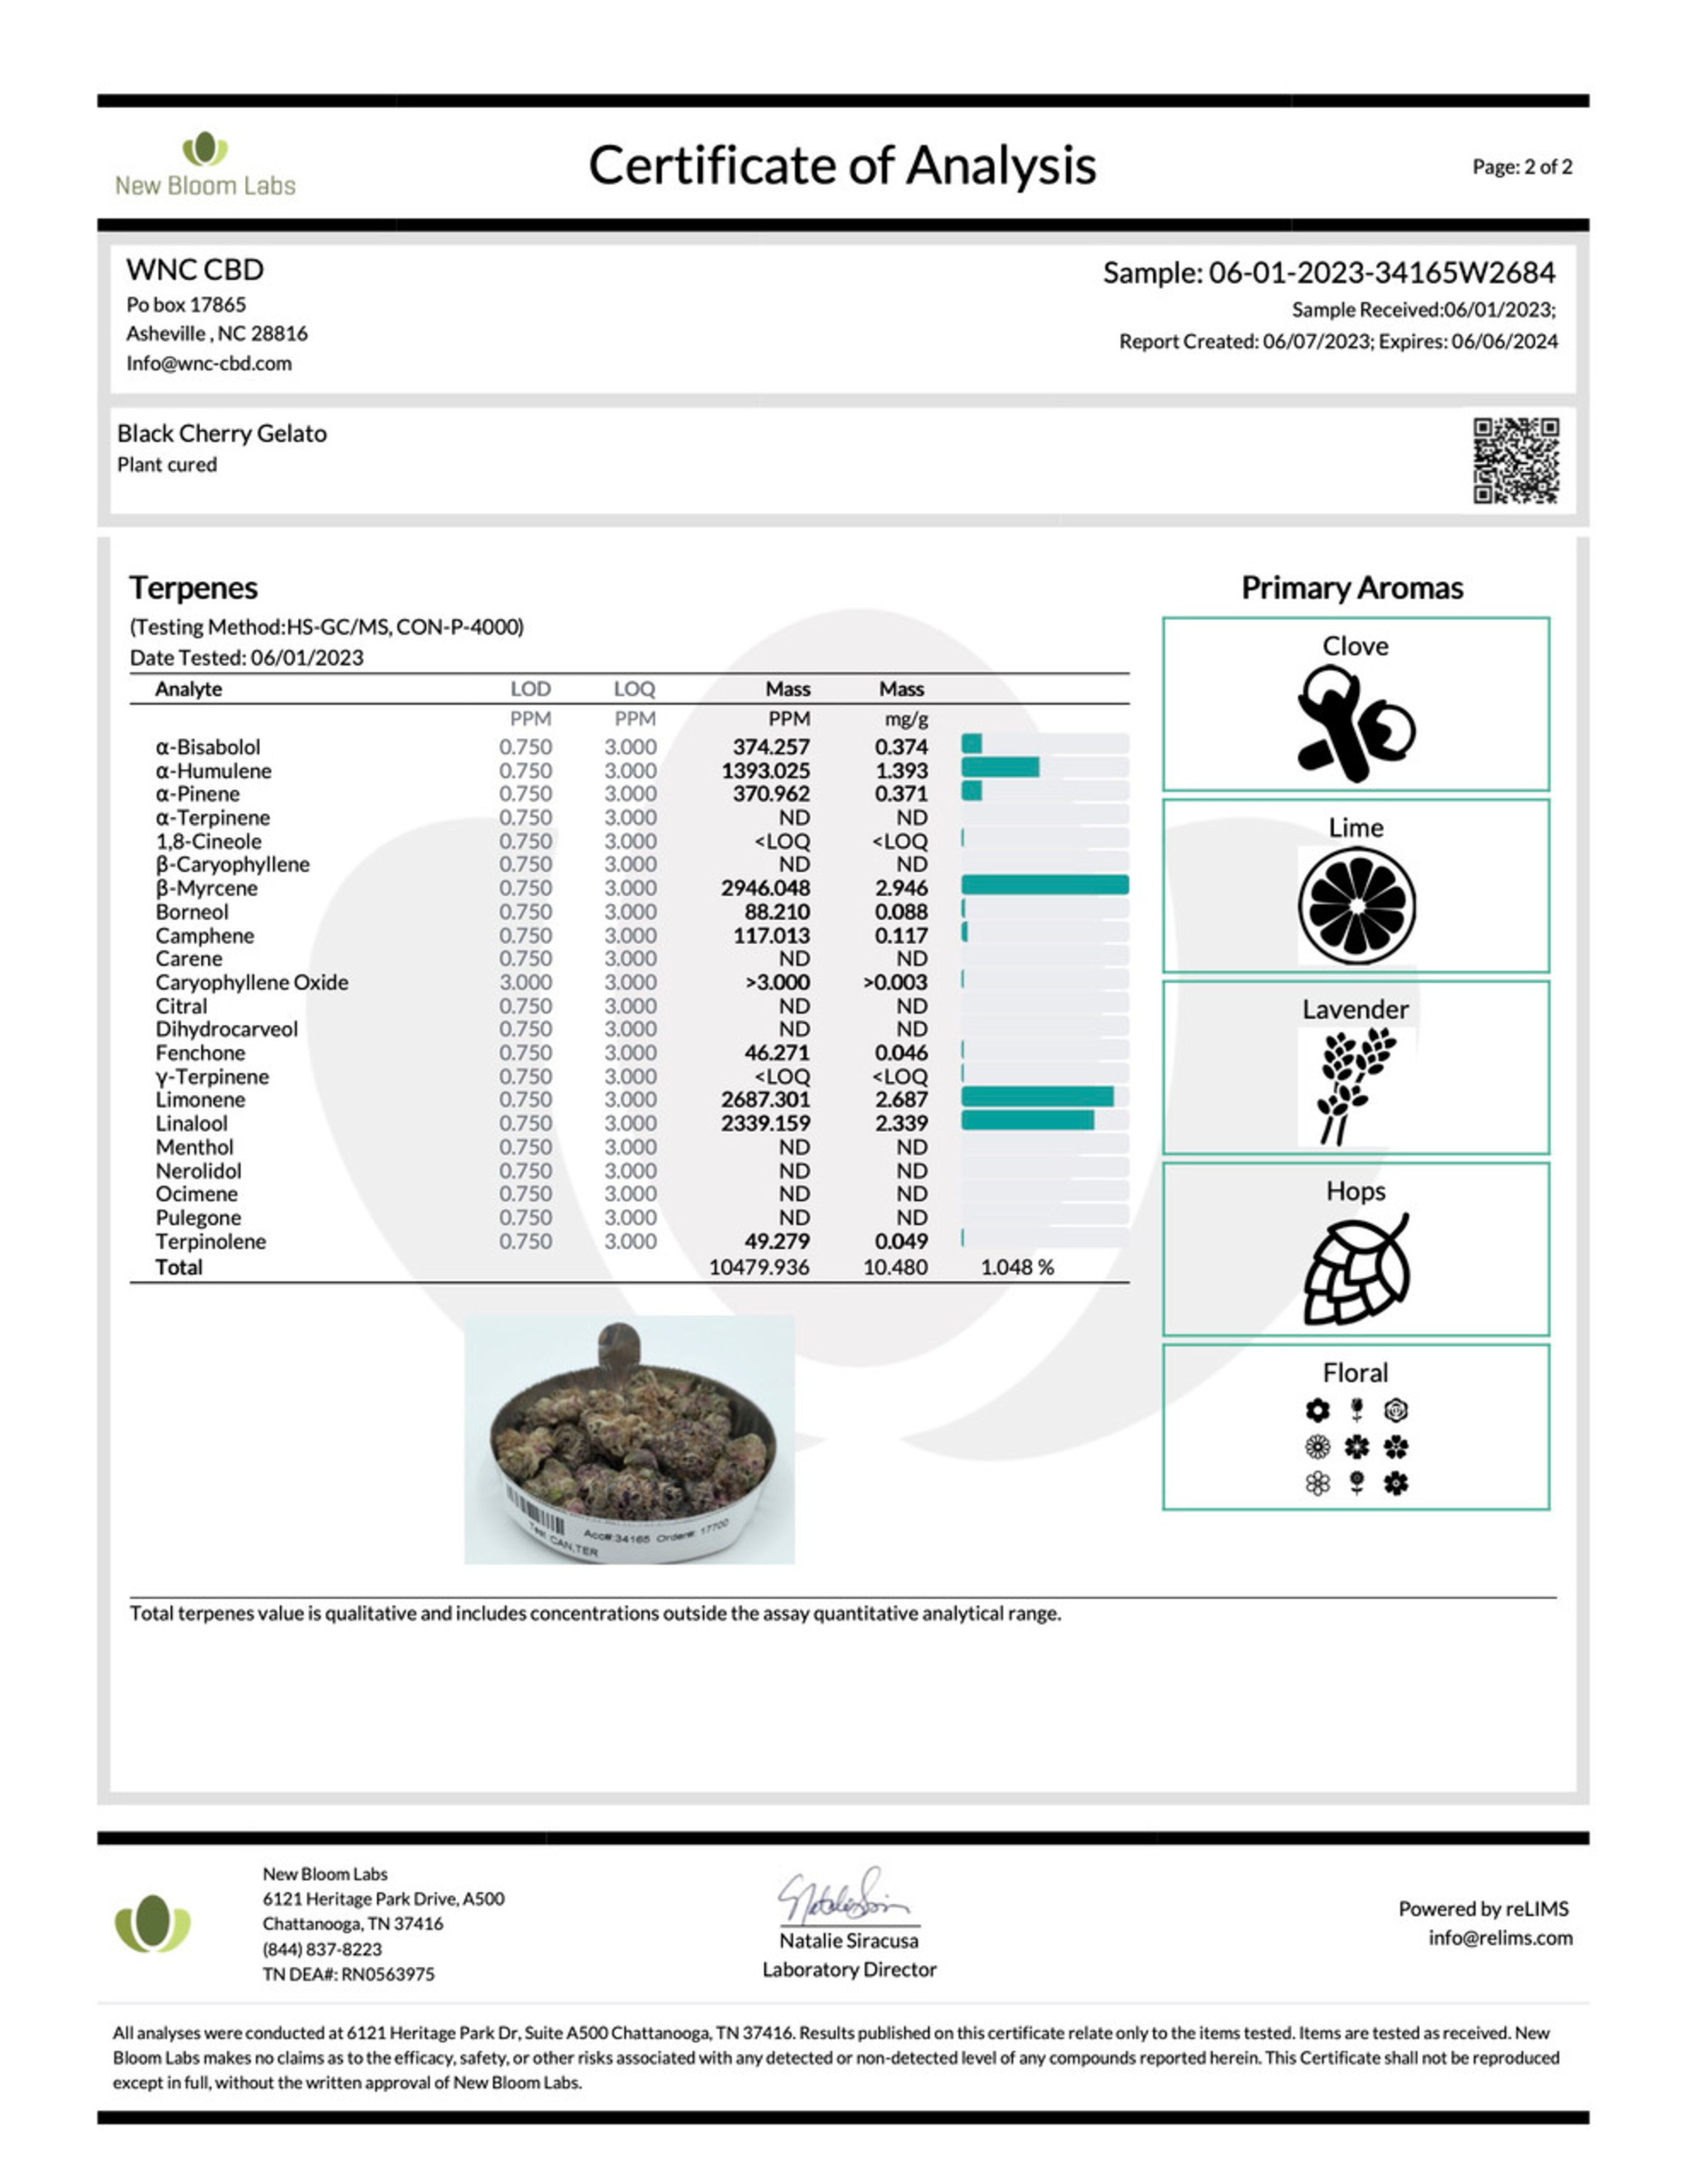 New Bloom Labs
Certificate of Analysis
Page: 2 of 2
WNC CBD
Po box 17865
Asheville , NC 28816
Info@wnc-cbd.com
Sample: 06-01-2023-34165W2684
Sample Received:06/01/2023;
Report Created: 06/07/2023; Expires: 06/06/2024
Black Cherry Gelato
Plant cured
Terpenes
(Testing Method:HS-GC/MS, CON-P-4000)
Date Tested: 06/01/2023
Analyte LOD LOQ Mass Mass
PPM PPM PPM mg/g
α-Bisabolol 0.750 3.000 374.257 0.374
α-Humulene 0.750 3.000 1393.025 1.393
α-Pinene 0.750 3.000 370.962 0.371
α-Terpinene 0.750 3.000 ND ND
1,8-Cineole 0.750 3.000 <LOQ <LOQ
β-Caryophyllene 0.750 3.000 ND ND
β-Myrcene 0.750 3.000 2946.048 2.946
Borneol 0.750 3.000 88.210 0.088
Camphene 0.750 3.000 117.013 0.117
Carene 0.750 3.000 ND ND
Caryophyllene Oxide 3.000 3.000 >3.000 >0.003
Citral 0.750 3.000 ND ND
Dihydrocarveol 0.750 3.000 ND ND
Fenchone 0.750 3.000 46.271 0.046
γ-Terpinene 0.750 3.000 <LOQ <LOQ
Limonene 0.750 3.000 2687.301 2.687
Linalool 0.750 3.000 2339.159 2.339
Menthol 0.750 3.000 ND ND
Nerolidol 0.750 3.000 ND ND
Ocimene 0.750 3.000 ND ND
Pulegone 0.750 3.000 ND ND
Terpinolene 0.750 3.000 49.279 0.049
Total 10479.936 10.480 1.048 %
Primary Aromas
Clove
Lime
Lavender
Hops
Floral
Acc#:34165 Order#: 17700
Test: CAN,TER
Total terpenes value is qualitative and includes concentrations outside the assay quantitative analytical range.
New Bloom Labs
6121 Heritage Park Drive, A500
Chattanooga, TN 37416
(844) 837-8223
TN DEA#: RN0563975
Natalie Siracusa
Laboratory Director
Powered by reLIMS
info@relims.com
All analyses were conducted at 6121 Heritage Park Dr, Suite A500 Chattanooga, TN 37416. Results published on this certificate relate only to the items tested. Items are tested as received. New
Bloom Labs makes no claims as to the efficacy, safety, or other risks associated with any detected or non-detected level of any compounds reported herein. This Certificate shall not be reproduced
except in full, without the written approval of New Bloom Labs.